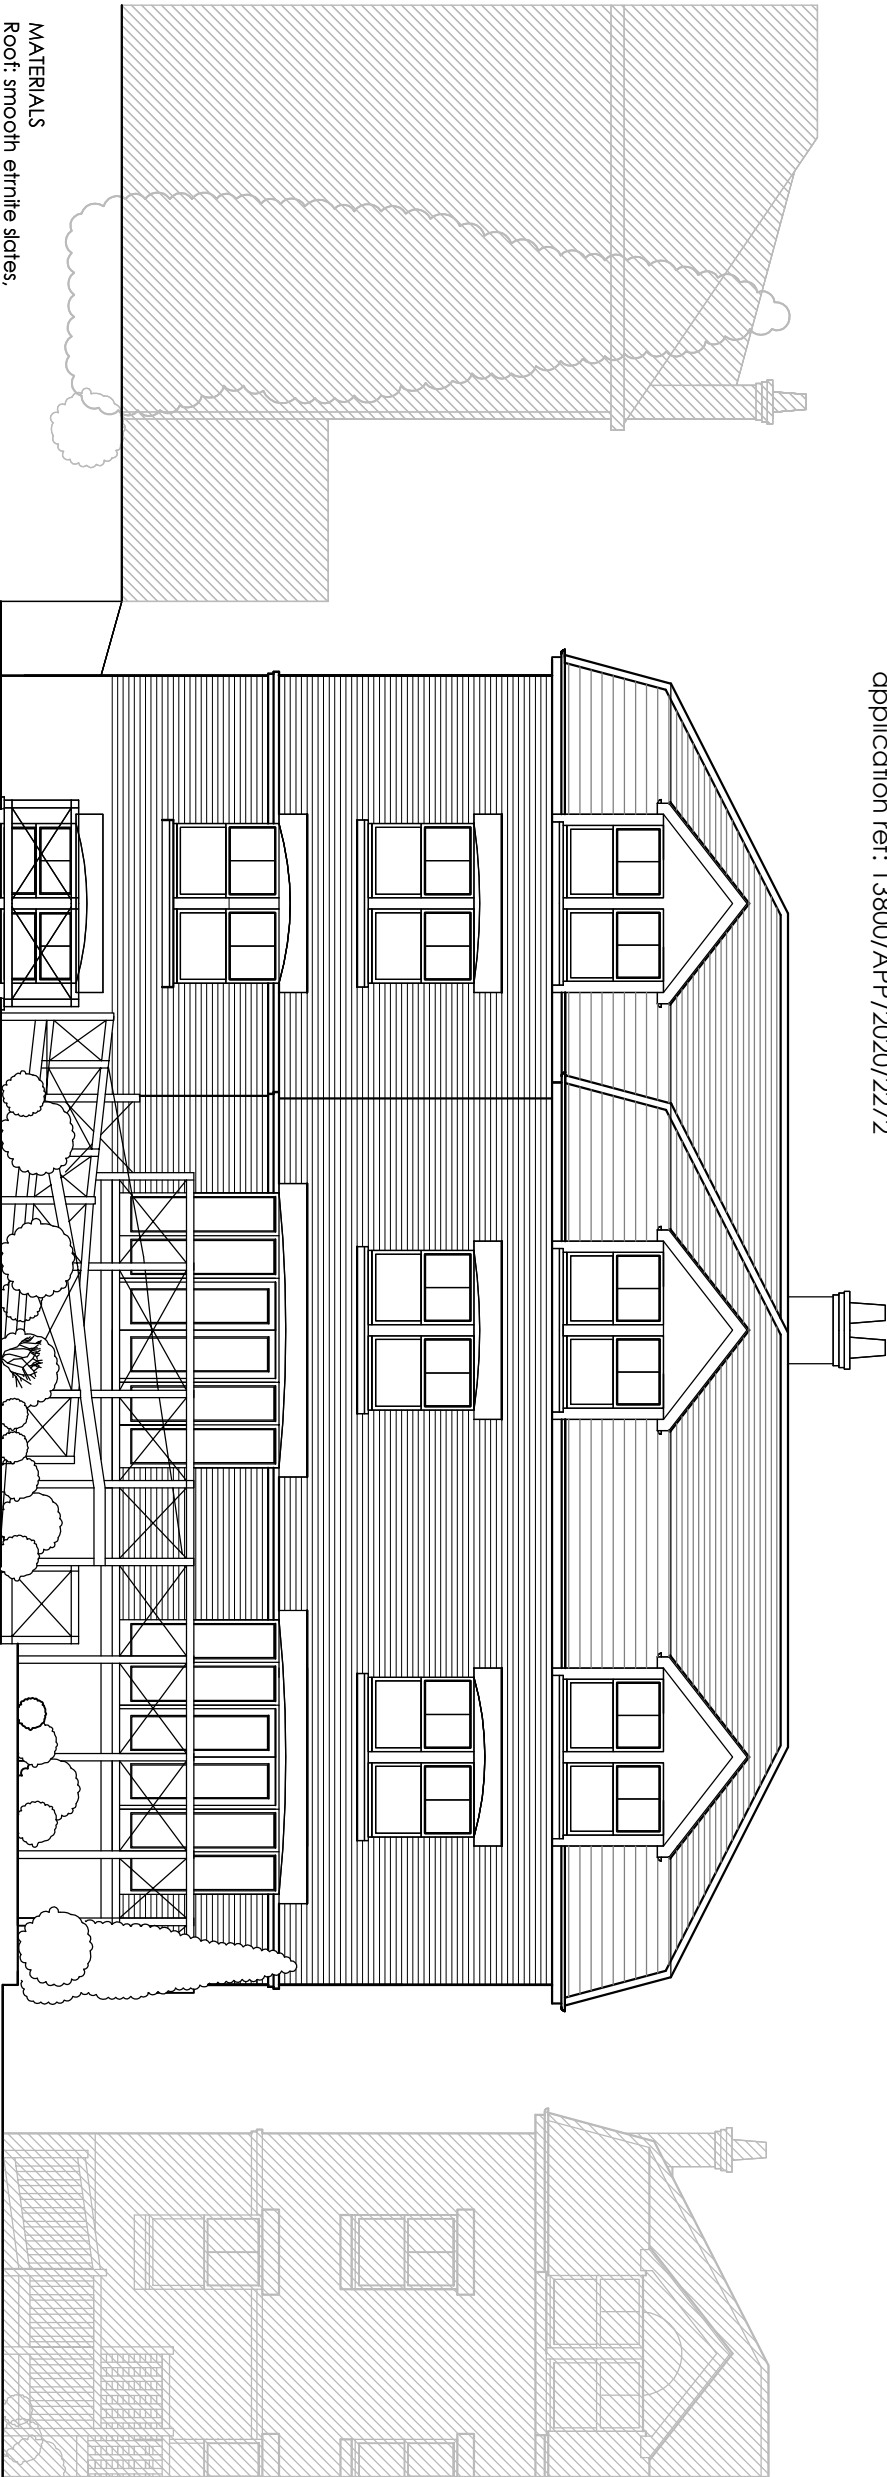 application ref: 13800/APP/2020/2272
MATERIALS
Roof: smooth etrnite slates,